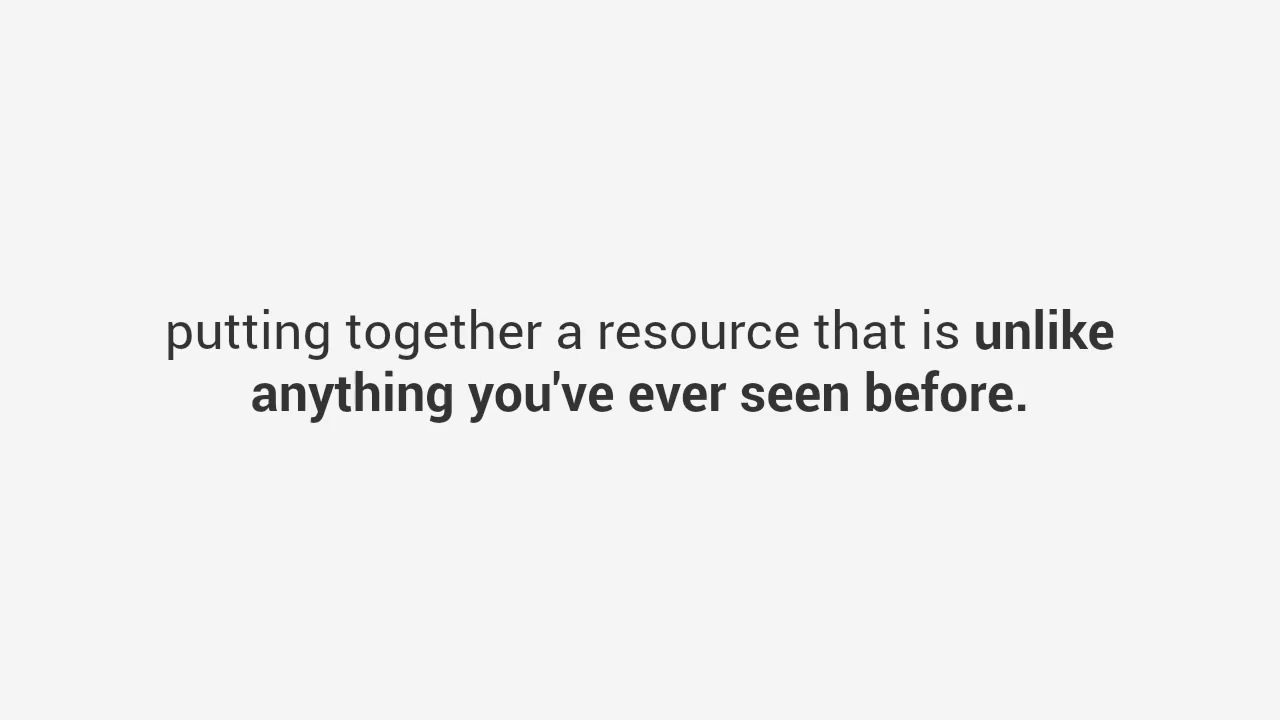 putting together a resource that is unlike
anything you've ever seen before.